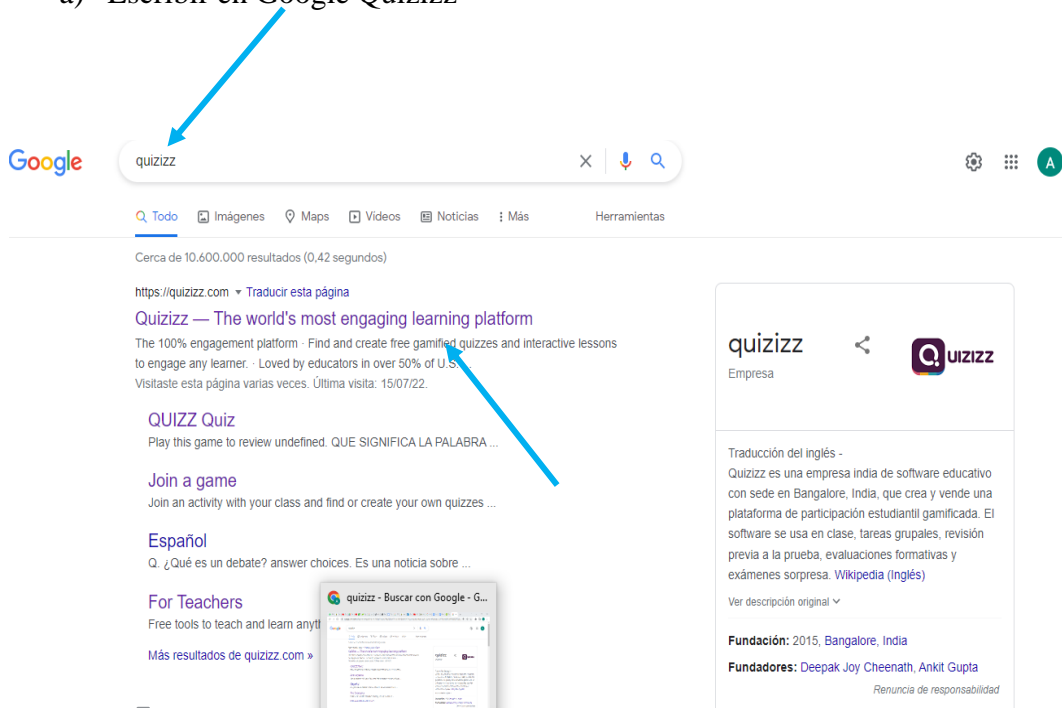 a) Escribir en Google Quizizz
Google
quizizz
A
Todo Imágenes Maps Videos Noticias Más Herramientas
Cerca de 10.600.000 resultados (0,42 segundos)
https://quizizz.com Traducir esta página
Quizizz — The world's most engaging learning platform
The 100% engagement platform · Find and create free gamified quizzes and interactive lessons
to engage any learner. · Loved by educators in over 50% of U.S. ...
Visitaste esta página varias veces. Última visita: 15/07/22.
QUIZZ Quiz
Play this game to review undefined. QUE SIGNIFICA LA PALABRA ...
Join a game
Join an activity with your class and find or create your own quizzes ...
Español
Q. ¿Qué es un debate? answer choices. Es una noticia sobre ...
For Teachers
Free tools to teach and learn
Más resultados de quizizz.com »
quizizz - Buscar con Google - G...
quizizz
Empresa
QUIZIZZ
Traducción del inglés -
Quizizz es una empresa india de software educativo
con sede en Bangalore, India, que crea y vende una
plataforma de participación estudiantil gamificada. El
software se usa en clase, tareas grupales, revisión
previa a la prueba, evaluaciones formativas y
exámenes sorpresa. Wikipedia (Inglés)
Ver descripción original
Fundación: 2015, Bangalore, India
Fundadores: Deepak Joy Cheenath, Ankit Gupta
Renuncia de responsabilidad